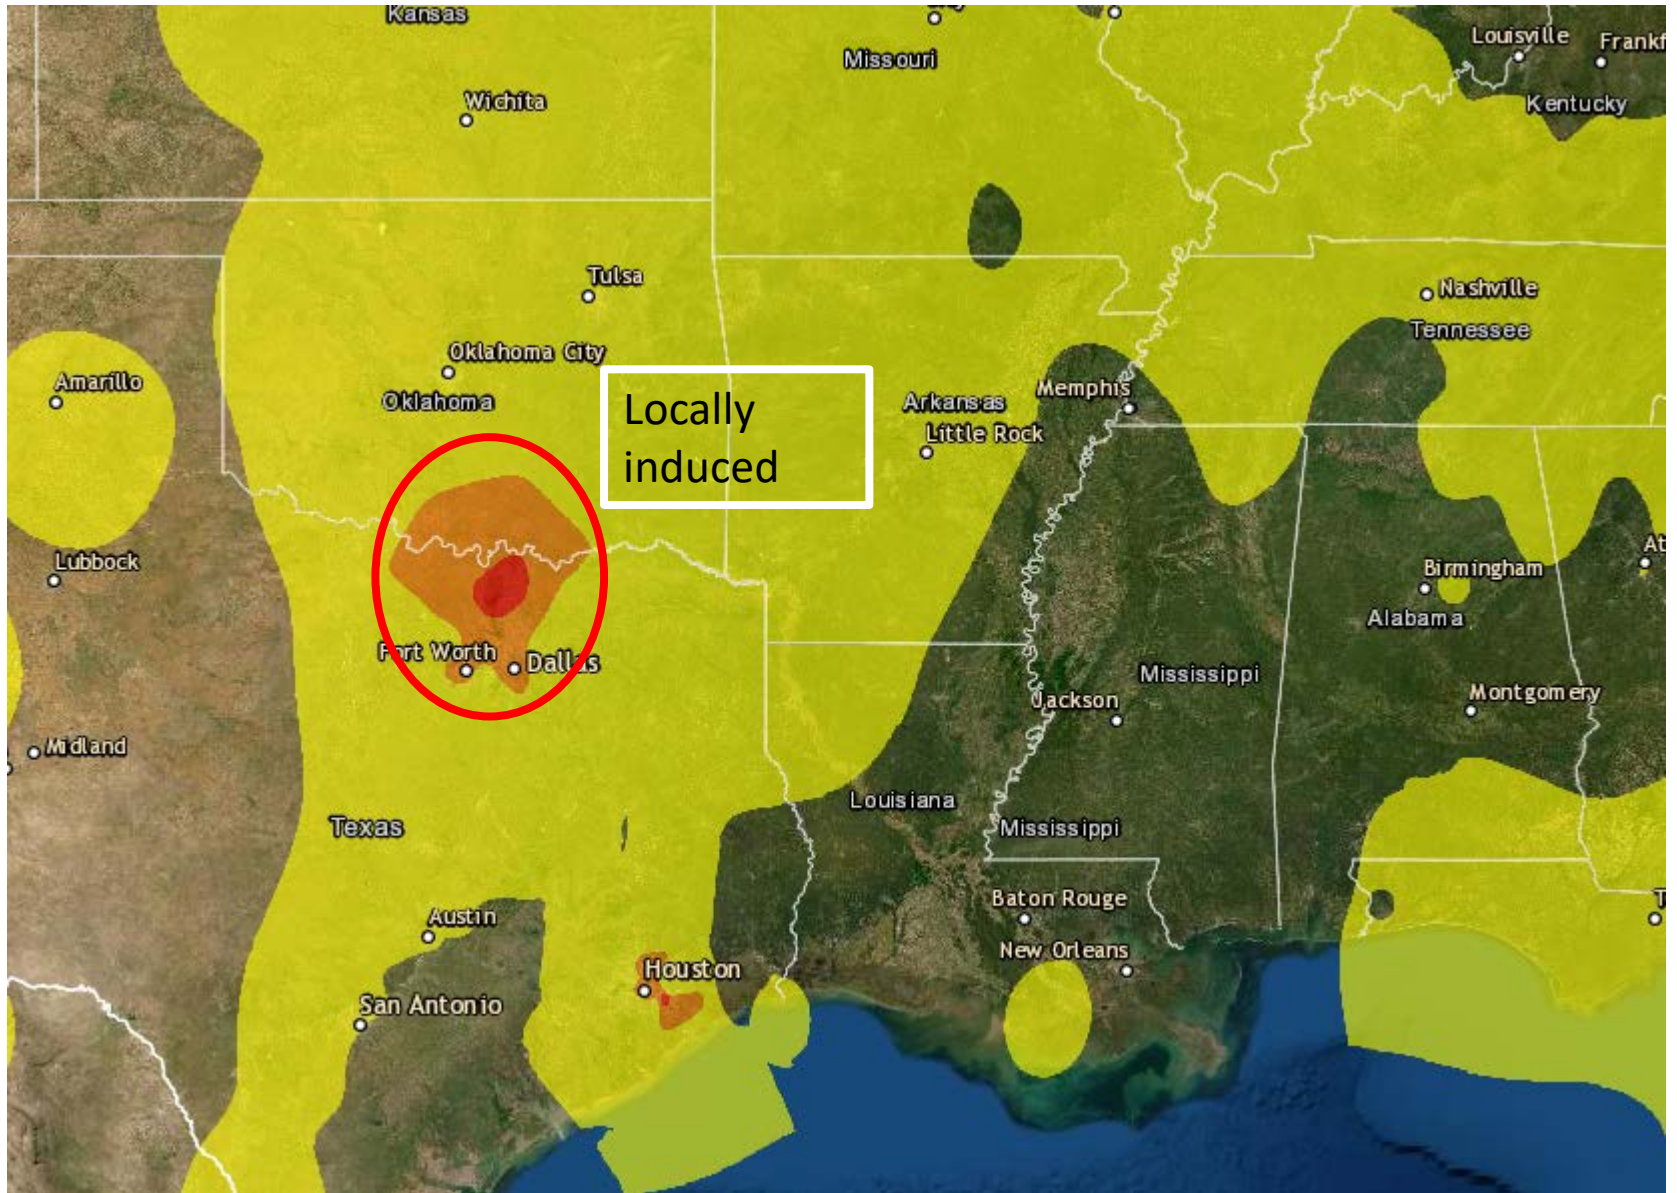 Kansas
Missouri
Louisville
Frankf
Kentucky
Wichita
Tulsa
Nashville
Tennessee
Oklahoma City
Oklahoma
Amarillo
Locally
induced
Memphis
Arkansas
Little Rock
Lubbock
At
Birmingham
Alabama
Fort Worth
Dallas
Mississippi
Jackson
Montgomery
Midland
Louisiana
Texas
Mississippi
Baton Rouge
Austin
New Orleans
T
Houston
San Antonio